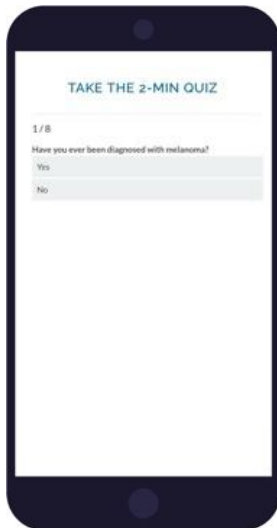 TAKE THE 2-MIN QUIZ
1/8
Have you ever been diagnosed with melanoma?
Yes
No